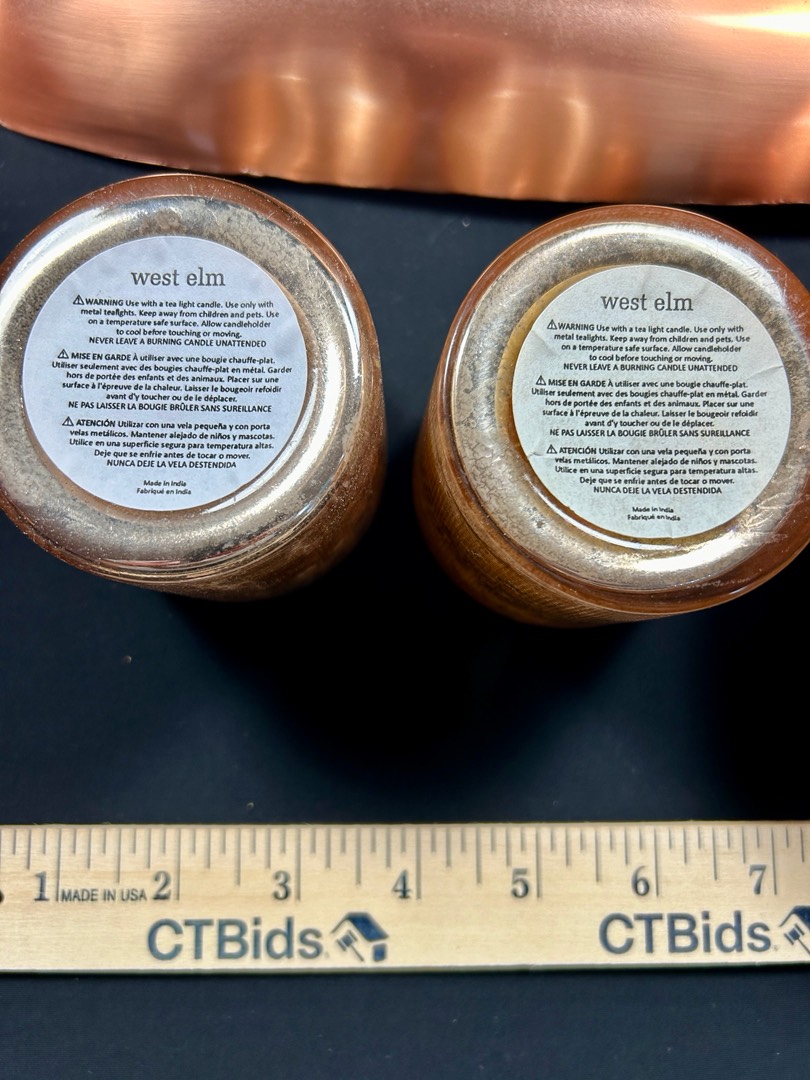 west elm
⚠WARNING Use with a tea light candle. Use only with
metal tealights. Keep away from children and pets. Use
on a temperature safe surface. Allow candleholder
to cool before touching or moving.
NEVER LEAVE A BURNING CANDLE UNATTENDED
⚠ MISE EN GARDE À utiliser avec une bougie chauffe-plat.
Utiliser seulement avec des bougies chauffe-plat en métal. Garder
hors de portée des enfants et des animaux. Placer sur une
surface à l'épreuve de la chaleur. Laisser le bougeoir refoidir
avant d'y toucher ou de le déplacer.
NE PAS LAISSER LA BOUGIE BRÛLER SANS SUREILLANCE
⚠ ATENCIÓN Utilizar con una vela pequeña y con porta
velas metálicos. Mantener alejado de niños y mascotas.
Utilice en una superficie segura para temperatura altas.
Deje que se enfrie antes de tocar o mover.
NUNCA DEJE LA VELA DESTENDIDA
Made in India
Fabriqué en India
west elm
⚠WARNING Use with a tea light candle. Use only with
metal tealights. Keep away from children and pets. Use
on a temperature safe surface. Allow candleholder
to cool before touching or moving.
NEVER LEAVE A BURNING CANDLE UNATTENDED
⚠ MISE EN GARDE À utiliser avec une bougie chauffe-plat.
Utiliser seulement avec des bougies chauffe-plat en métal. Garder
hors de portée des enfants et des animaux. Placer sur une
surface à l'épreuve de la chaleur. Laisser le bougeoir refoidir
avant d'y toucher ou de le déplacer.
NE PAS LAISSER LA BOUGIE BRÛLER SANS SUREILLANCE
⚠ ATENCIÓN Utilizar con una vela pequeña y con porta
velas metálicos. Mantener alejado de niños y mascotas.
Utilice en una superficie segura para temperatura altas.
Deje que se enfrie antes de tocar o mover.
NUNCA DEJE LA VELA DESTENDIDA
Made in India
Fabriqué en India
1 MADE IN USA 2 3 4 5 6 7
CTBids. CTBids.